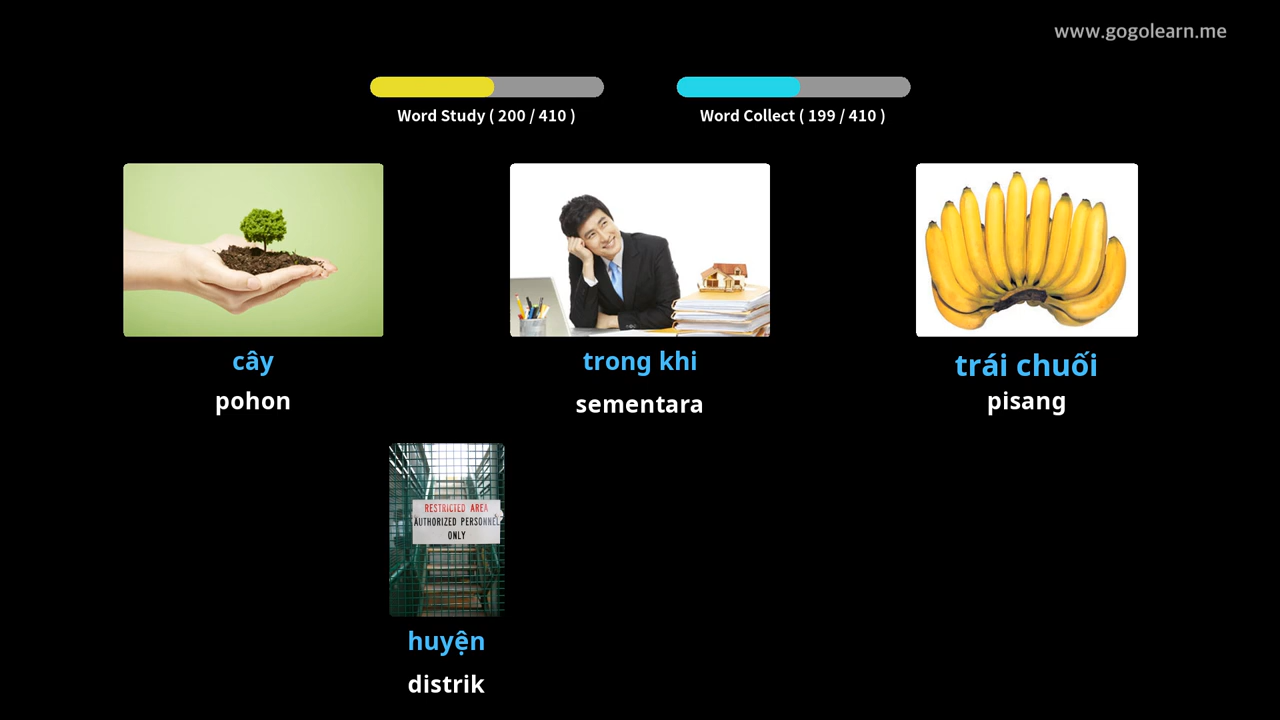 www.gogolearn.me
Word Study ( 200 / 410 )
Word Collect ( 199 / 410 )
cây
trong khi
trái chuối
pohon
sementara
pisang
RESTRICTED AREA
AUTHORIZED PERSONNEL
ONLY
huyện
distrik